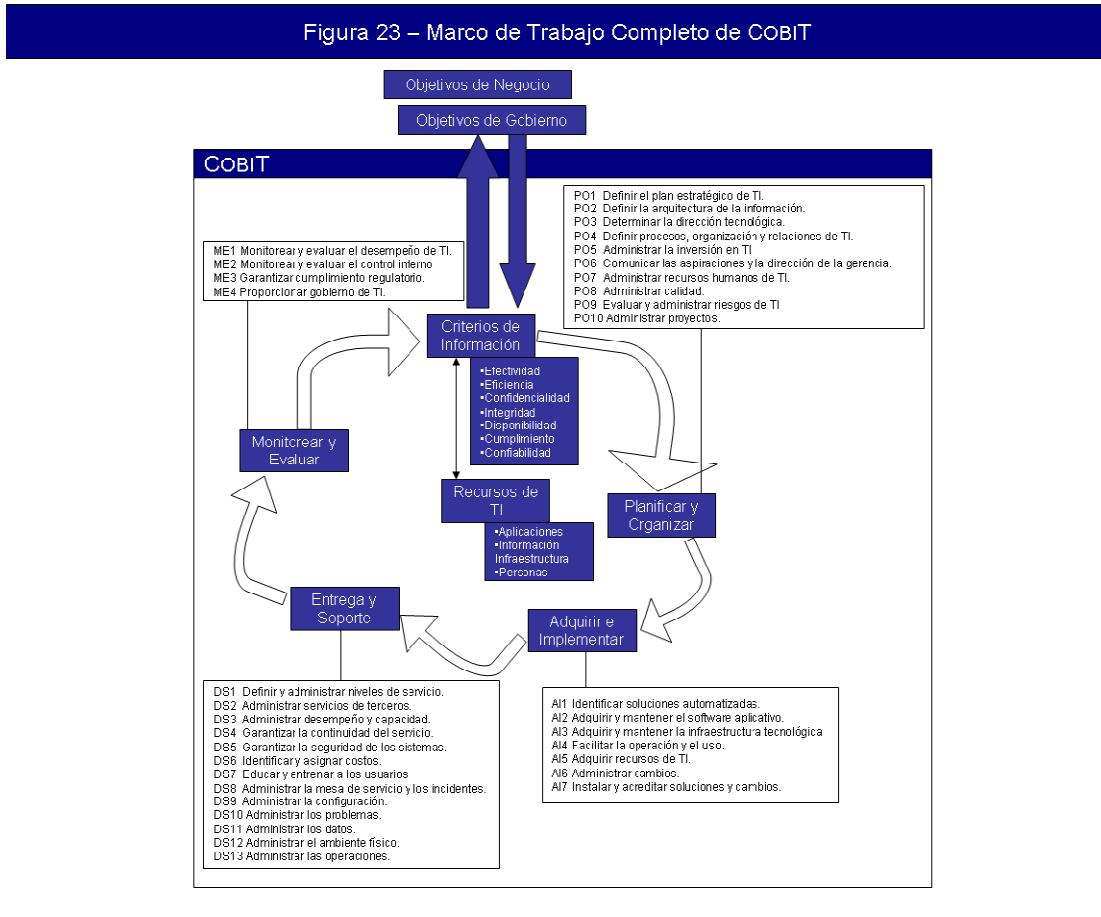 Figura 23 – Marco de Trabajo Completo de COBIT
Objetivos de Negocio
Objetivos de Gobierno
COBIT
PO1 Definir el plan estratégico de TI.
PO2 Definir la arquitectura de la información.
PO3 Determinar la dirección tecnológica.
PO4 Definir procesos, organización y relaciones de TI.
PO5 Administrar la inversión en TI
PO6 Comunicar las aspiraciones y la dirección de la gerencia.
PO7 Administrar recursos humanos de TI.
PO8 Administrar calidad.
PO9 Evaluar y administrar riesgos de TI
PO10 Administrar proyectos.
ME1 Monitorear y evaluar el desempeño de TI.
ME2 Monitorear y evaluar el control interno
ME3 Garantizar cumplimiento regulatorio.
ME4 Proporcionar gobierno de TI.
Criterios de
Información
▪Efectividad
▪Eficiencia
▪Confidencialidad
▪Integridad
▪Disponibilidad
▪Cumplimiento
▪Confiabilidad
Monitorear y
Evaluar
Recursos de
TI
▪Aplicaciones
▪Información
Infraestructura
▪Personas
Planificar y
Organizar
Entrega y
Soporte
Adquirir e
Implementar
DS1 Definir y administrar niveles de servicio.
DS2 Administrar servicios de terceros.
DS3 Administrar desempeño y capacidad.
DS4 Garantizar la continuidad del servicio.
DS5 Garantizar la seguridad de los sistemas.
DS6 Identificar y asignar costos.
DS7 Educar y entrenar a los usuarios
DS8 Administrar la mesa de servicio y los incidentes.
DS9 Administrar la configuración.
DS10 Administrar los problemas.
DS11 Administrar los datos.
DS12 Administrar el ambiente físico.
DS13 Administrar las operaciones.
AI1 Identificar soluciones automatizadas.
AI2 Adquirir y mantener el software aplicativo.
AI3 Adquirir y mantener la infraestructura tecnológica
AI4 Facilitar la operación y el uso.
AI5 Adquirir recursos de TI.
AI6 Administrar cambios.
AI7 Instalar y acreditar soluciones y cambios.